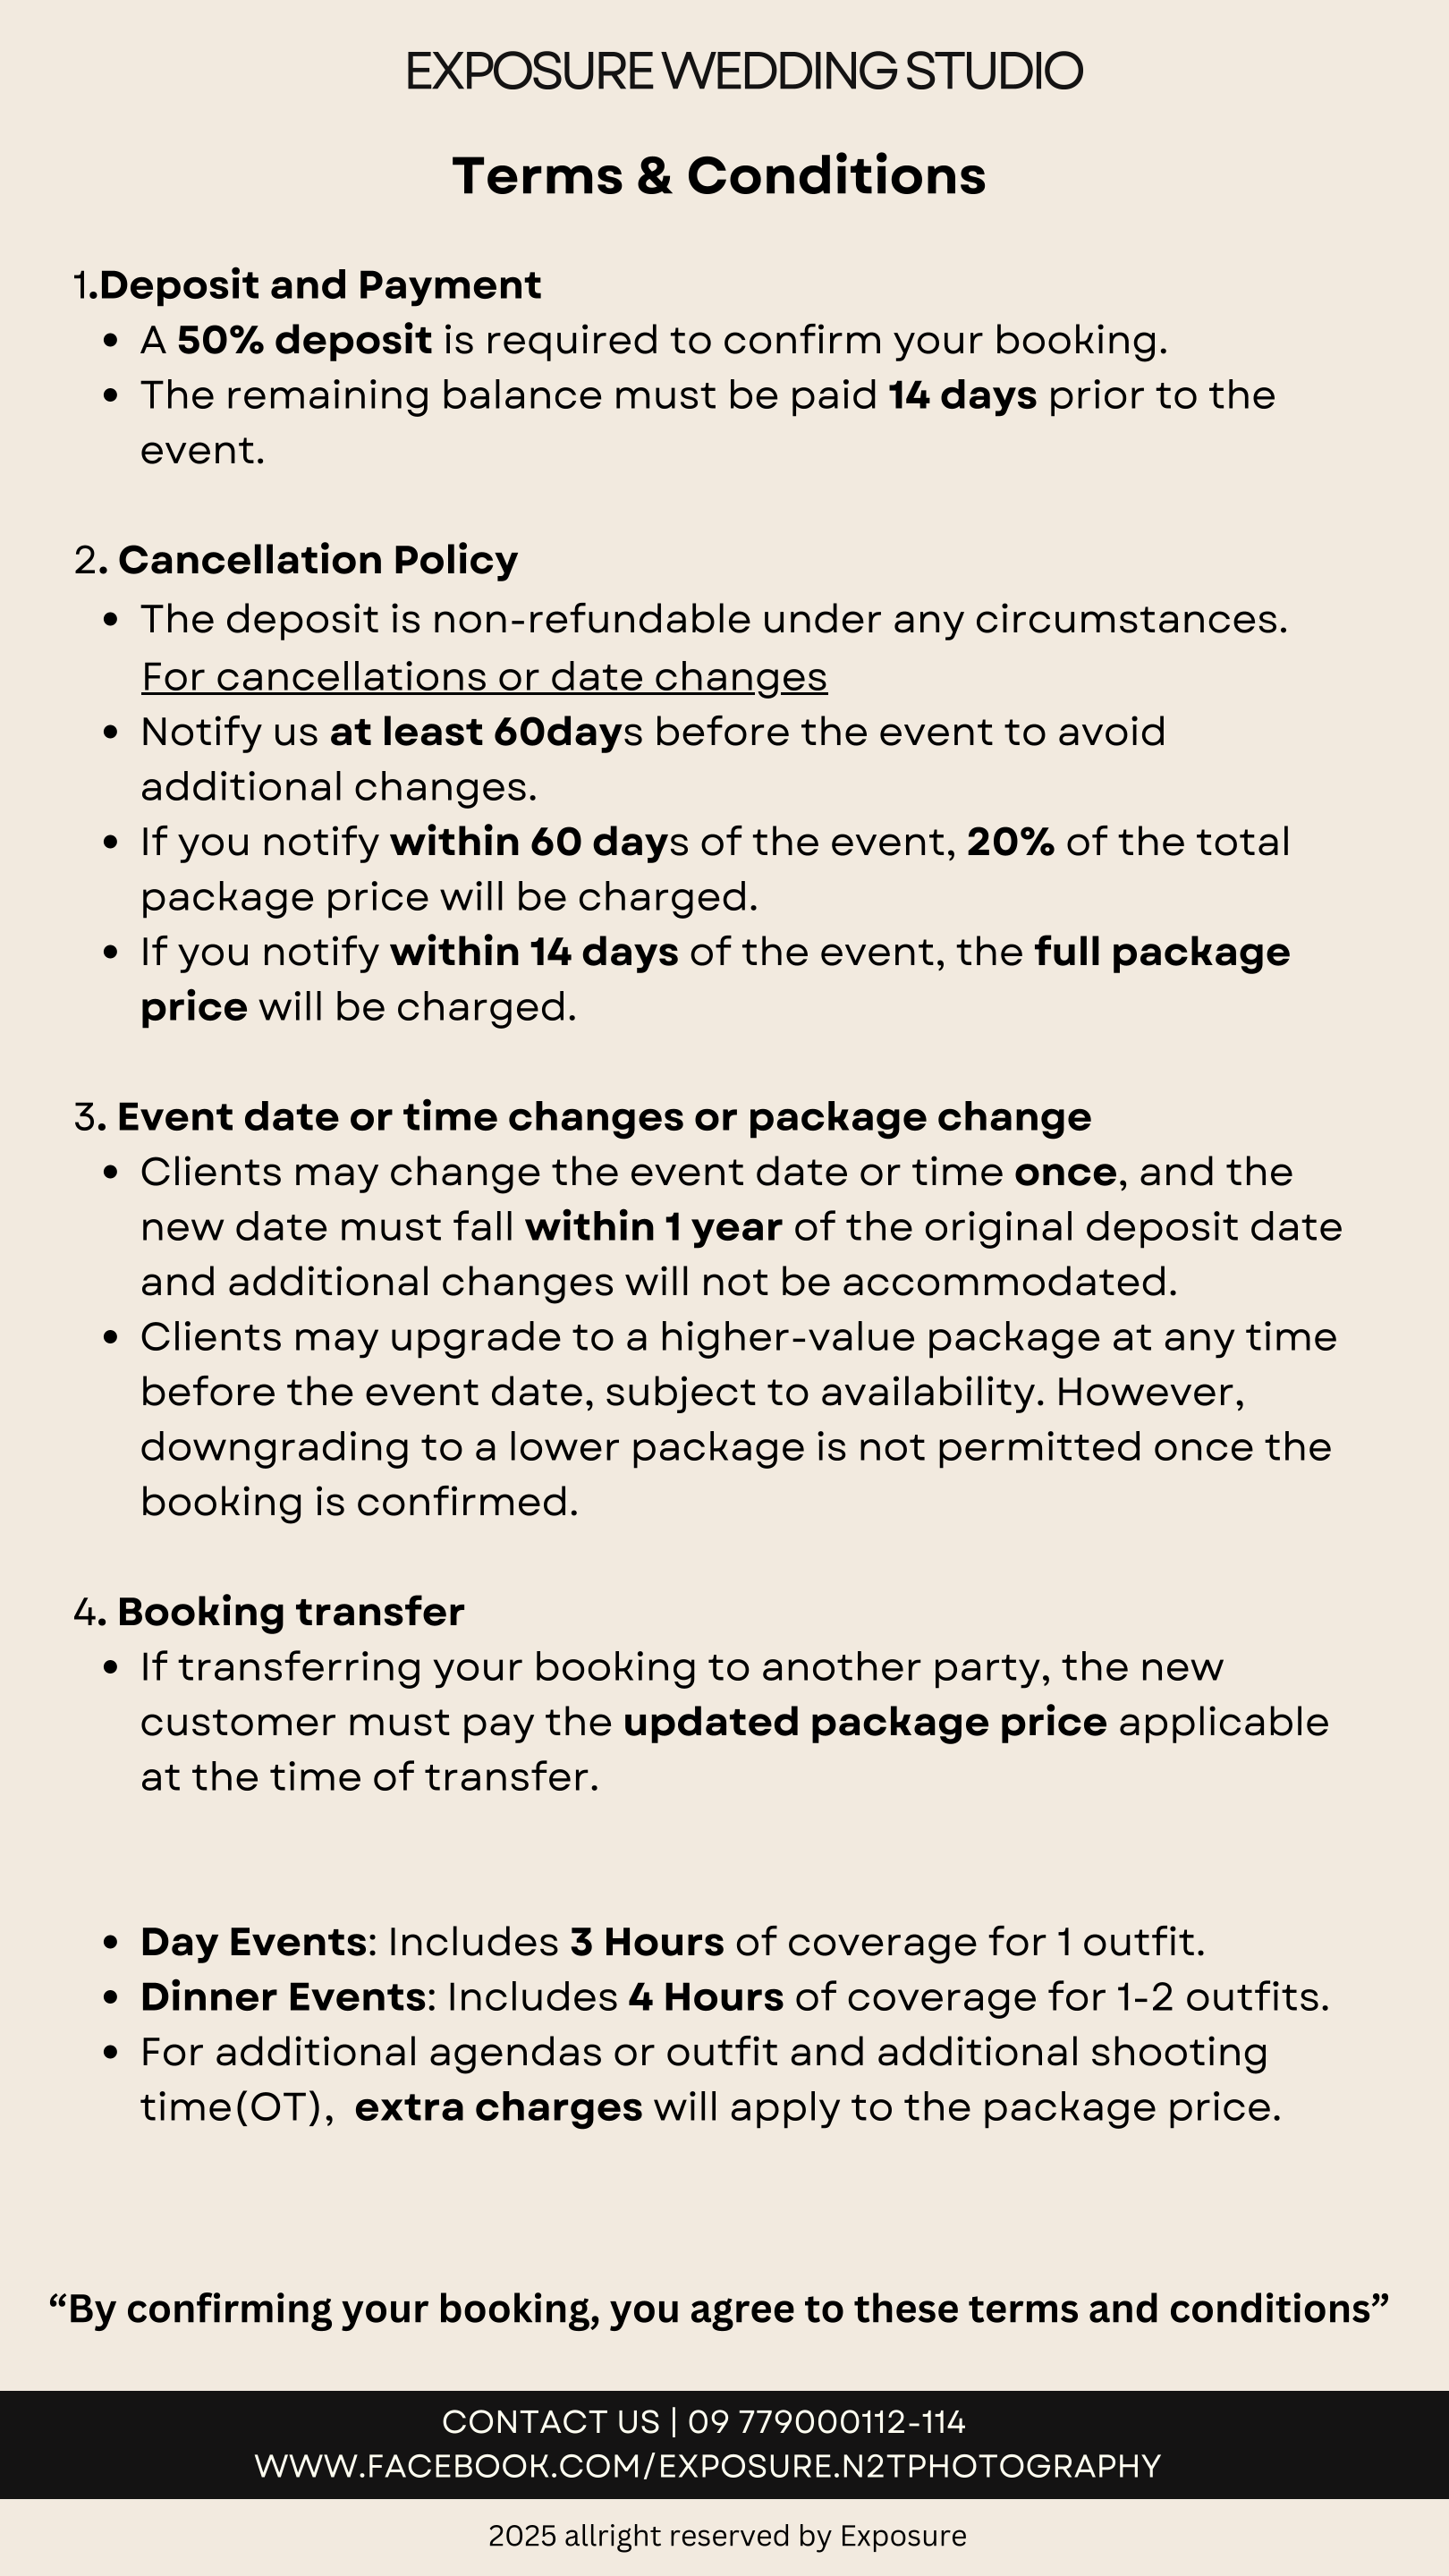 EXPOSURE WEDDING STUDIO
Terms & Conditions
1.Deposit and Payment
• A 50% deposit is required to confirm your booking.
• The remaining balance must be paid 14 days prior to the
event.
2. Cancellation Policy
• The deposit is non-refundable under any circumstances.
For cancellations or date changes
• Notify us at least 60days before the event to avoid
additional changes.
• If you notify within 60 days of the event, 20% of the total
package price will be charged.
• If you notify within 14 days of the event, the full package
price will be charged.
3. Event date or time changes or package change
• Clients may change the event date or time once, and the
new date must fall within 1 year of the original deposit date
and additional changes will not be accommodated.
• Clients may upgrade to a higher-value package at any time
before the event date, subject to availability. However,
downgrading to a lower package is not permitted once the
booking is confirmed.
4. Booking transfer
• If transferring your booking to another party, the new
customer must pay the updated package price applicable
at the time of transfer.
• Day Events: Includes 3 Hours of coverage for 1 outfit.
• Dinner Events: Includes 4 Hours of coverage for 1-2 outfits.
• For additional agendas or outfit and additional shooting
time(OT),  extra charges will apply to the package price.
“By confirming your booking, you agree to these terms and conditions”
CONTACT US | 09 779000112-114
WWW.FACEBOOK.COM/EXPOSURE.N2TPHOTOGRAPHY
2025 allright reserved by Exposure